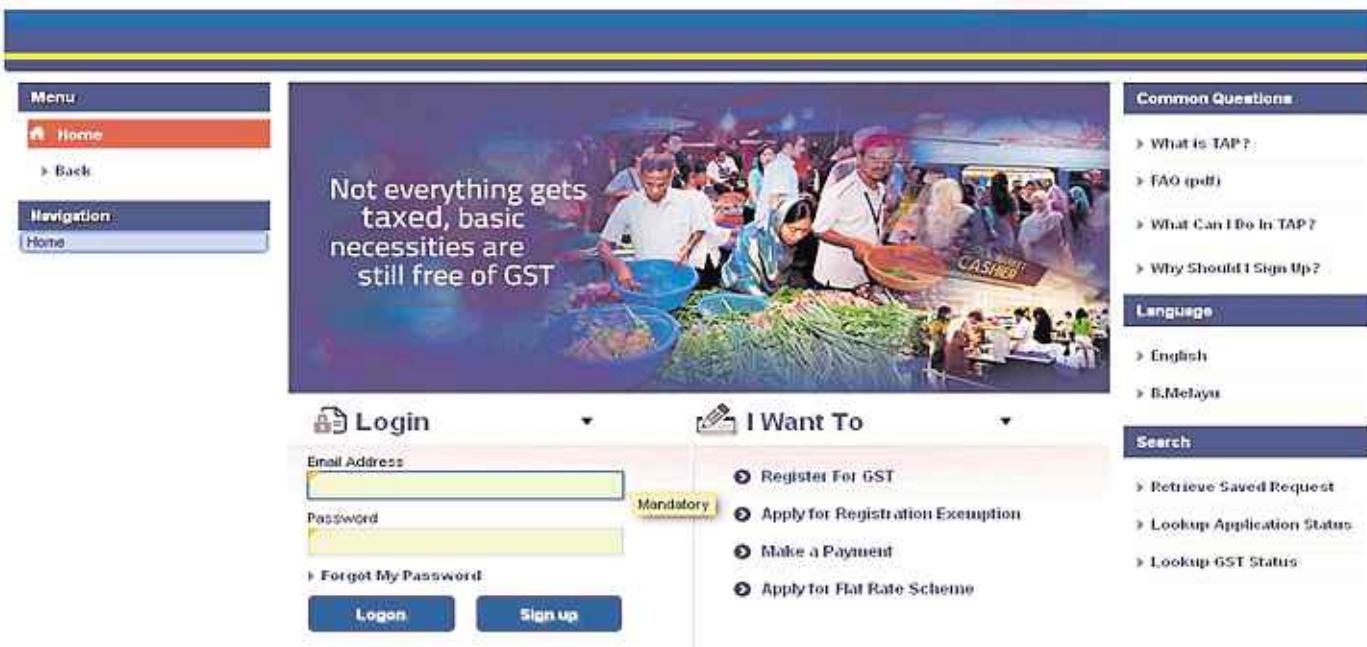 Menu
Home
Back
Navigation
Home
Not everything gets
taxed, basic
necessities are
still free of GST
CASHIER
Login
Email Address
Mandatory
Password
Forgot My Password
Logon
Sign up
I Want To
Register For GST
Apply for Registration Exemption
Make a Payment
Apply for Flat Rate Scheme
Common Questions
What is TAP?
FAQ (pdf)
What Can I Do In TAP?
Why Should I Sign Up?
Language
English
B.Melayu
Search
Retrieve Saved Request
Lookup Application Status
Lookup GST Status